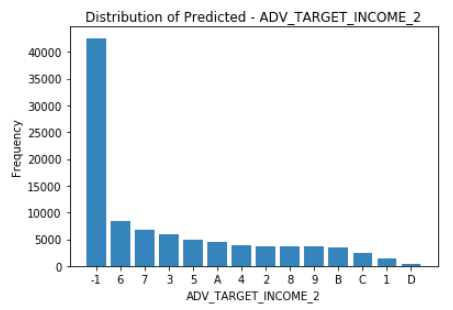 Distribution of Predicted - ADV_TARGET_INCOME_2
40000
35000
30000
25000
20000
15000
10000
5000
0
Frequency
-1 6 7 3 5 A 4 2 8 9 B C 1 D
ADV_TARGET_INCOME_2